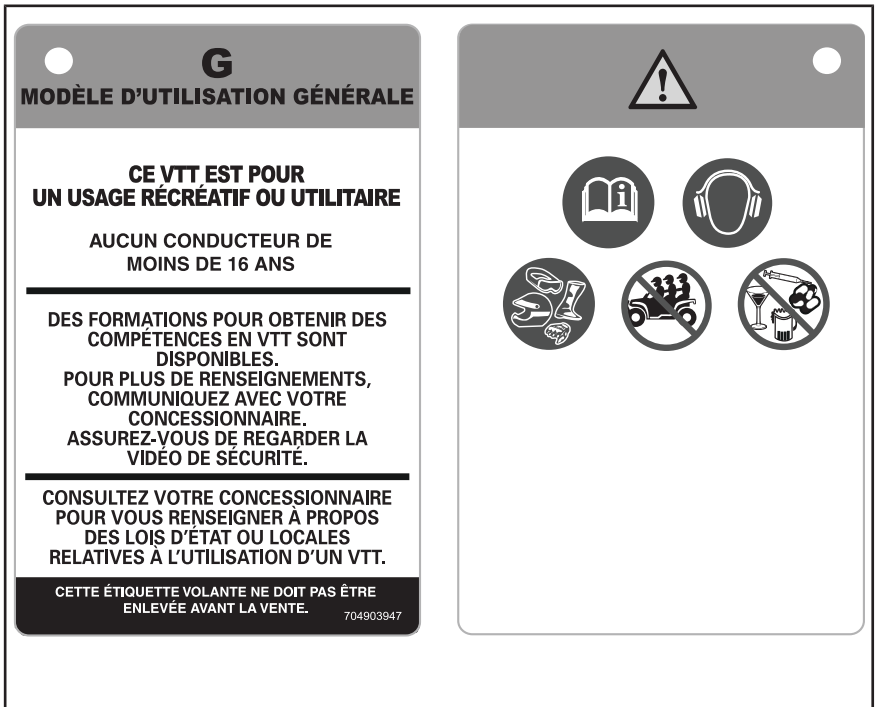 G
MODÈLE D'UTILISATION GÉNÉRALE
CE VTT EST POUR
UN USAGE RÉCRÉATIF OU UTILITAIRE
AUCUN CONDUCTEUR DE
MOINS DE 16 ANS
DES FORMATIONS POUR OBTENIR DES
COMPÉTENCES EN VTT SONT
DISPONIBLES.
POUR PLUS DE RENSEIGNEMENTS,
COMMUNIQUEZ AVEC VOTRE
CONCESSIONNAIRE.
ASSUREZ-VOUS DE REGARDER LA
VIDÉO DE SÉCURITÉ.
CONSULTEZ VOTRE CONCESSIONNAIRE
POUR VOUS RENSEIGNER À PROPOS
DES LOIS D'ÉTAT OU LOCALES
RELATIVES À L'UTILISATION D'UN VTT.
CETTE ÉTIQUETTE VOLANTE NE DOIT PAS ÊTRE
ENLEVÉE AVANT LA VENTE.
704903947
!
i